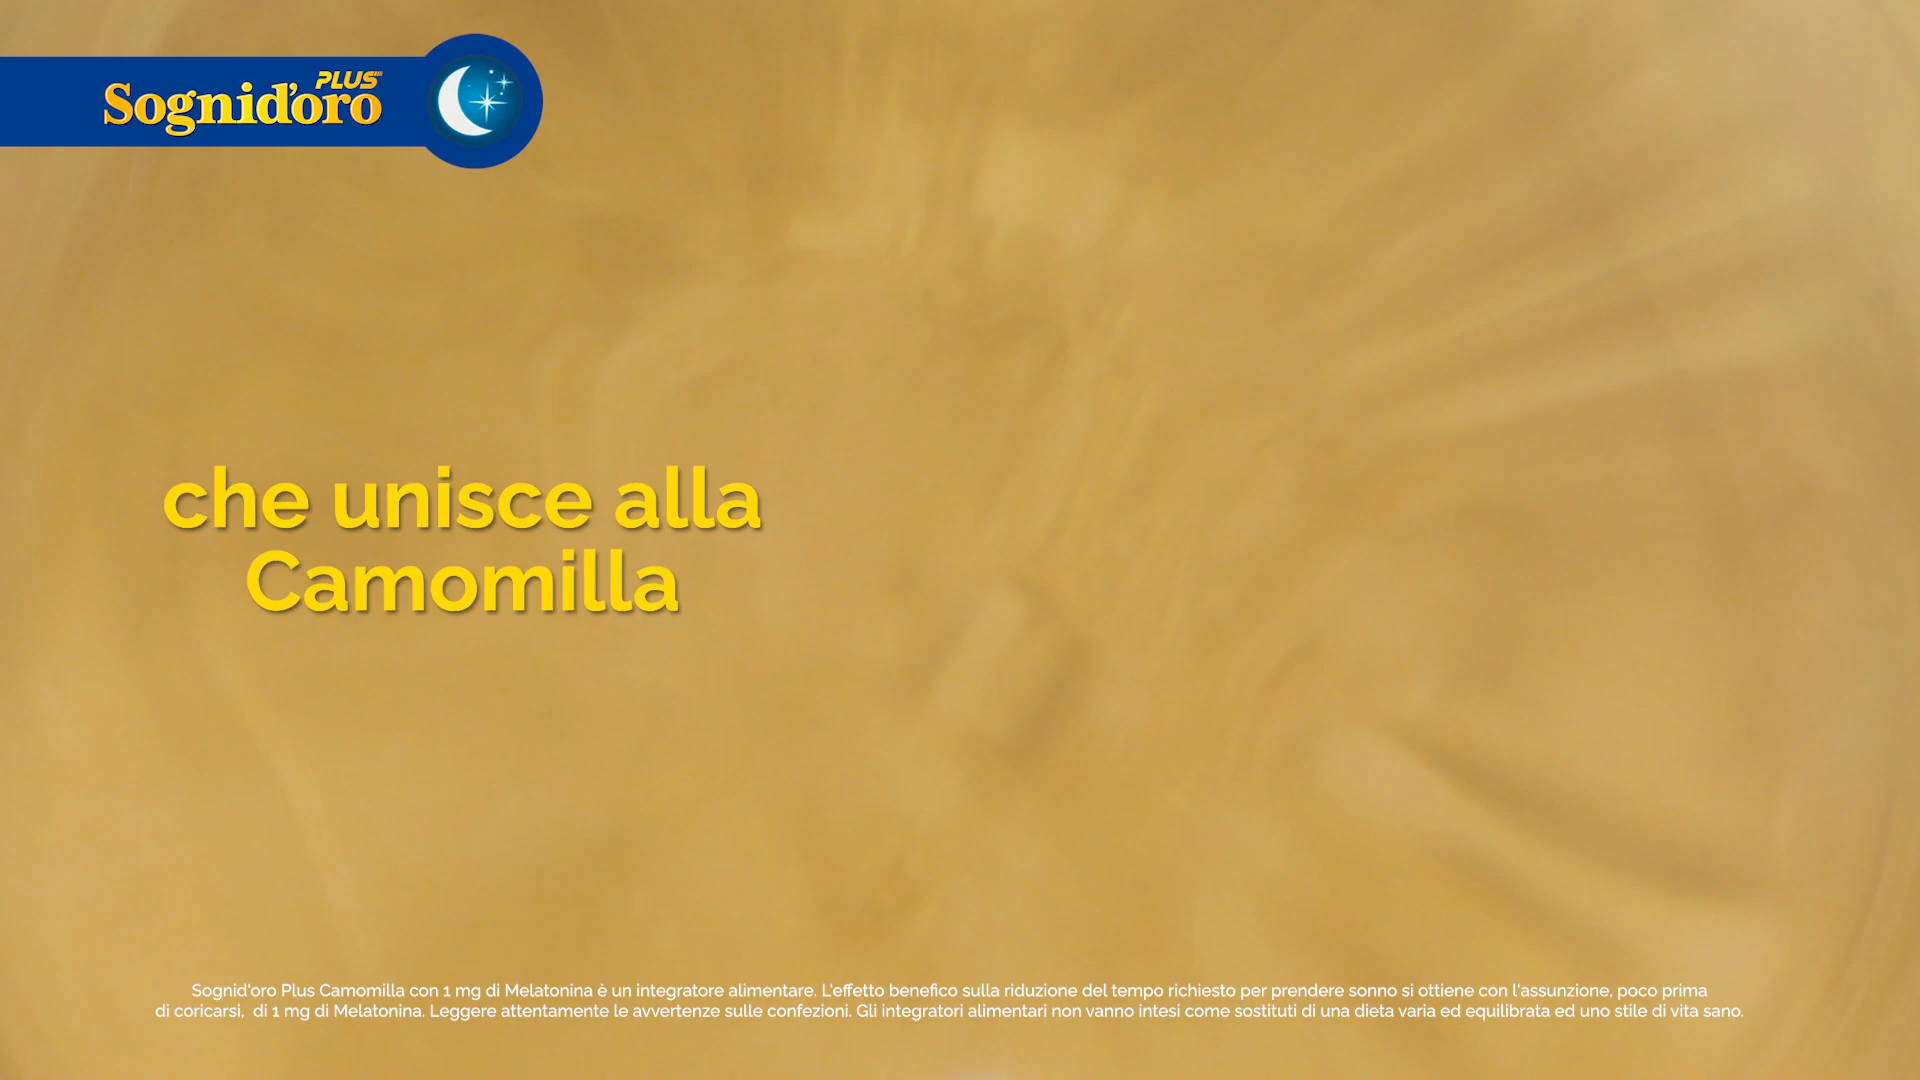 PLUS
Sognid'oro
che unisce alla
Camomilla
Sognid'oro Plus Camomilla con 1 mg di Melatonina è un integratore alimentare. L'effetto benefico sulla riduzione del tempo richiesto per prendere sonno si ottiene con l'assunzione, poco prima
di coricarsi, di 1 mg di Melatonina. Leggere attentamente le avvertenze sulle confezioni. Gli integratori alimentari non vanno intesi come sostituti di una dieta varia ed equilibrata ed uno stile di vita sano.